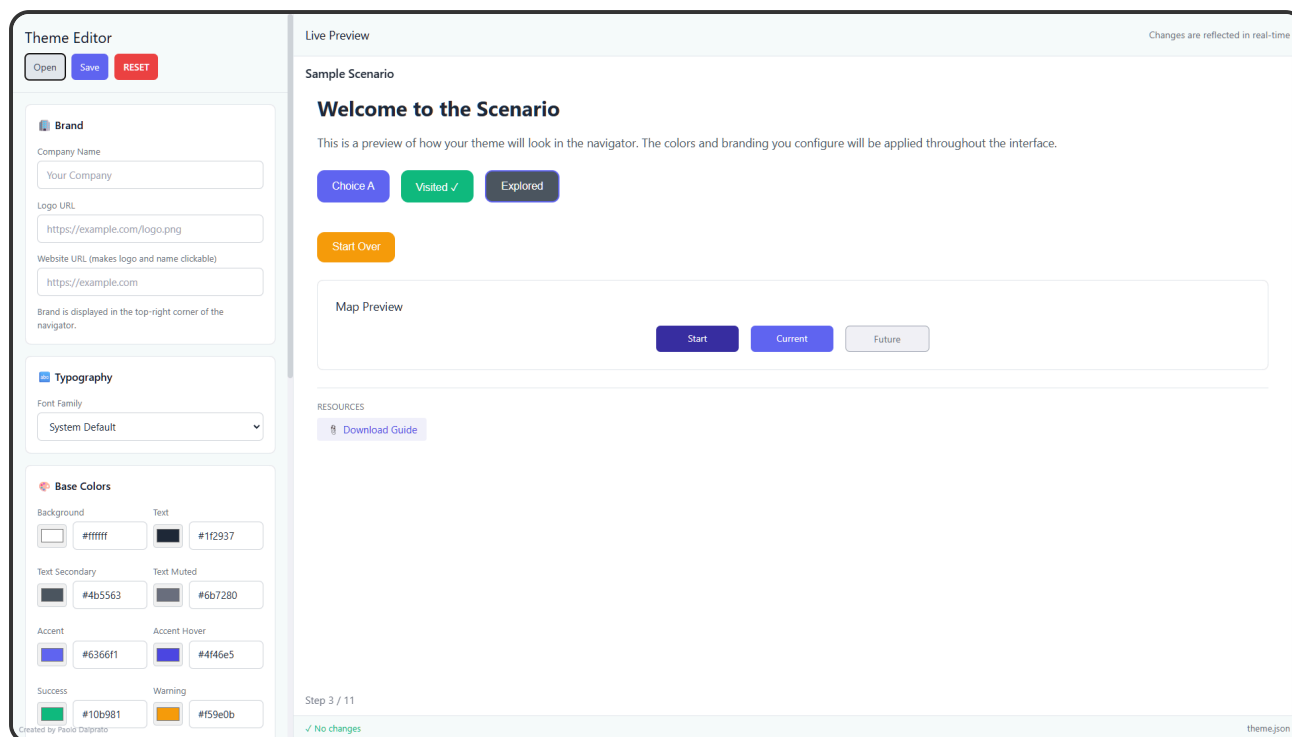 Theme Editor
Open Save RESET
Brand
Company Name
Your Company
Logo URL
https://example.com/logo.png
Website URL (makes logo and name clickable)
https://example.com
Brand is displayed in the top-right corner of the
navigator.
Typography
Font Family
System Default
Base Colors
Background Text
#ffffff #1f2937
Text Secondary Text Muted
#4b5563 #6b7280
Accent Accent Hover
#6366f1 #4f46e5
Success Warning
#10b981 #f59e0b
Created by Paolo Dalprato
Live Preview Changes are reflected in real-time
Sample Scenario
Welcome to the Scenario
This is a preview of how your theme will look in the navigator. The colors and branding you configure will be applied throughout the interface.
Choice A Visited ✓ Explored
Start Over
Map Preview
Start Current Future
RESOURCES
Download Guide
Step 3 / 11
✓ No changes theme.json